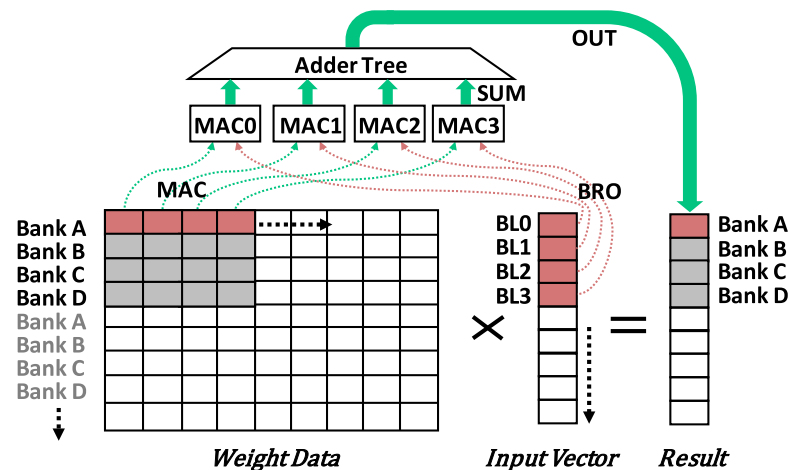 OUT
Adder Tree
SUM
MAC0 MAC1 MAC2 MAC3
MAC
BRO
Bank A
Bank B
Bank C
Bank D
Bank A
Bank B
Bank C
Bank D
BL0
BL1
BL2
BL3
×
=
Bank A
Bank B
Bank C
Bank D
Weight Data
Input Vector
Result